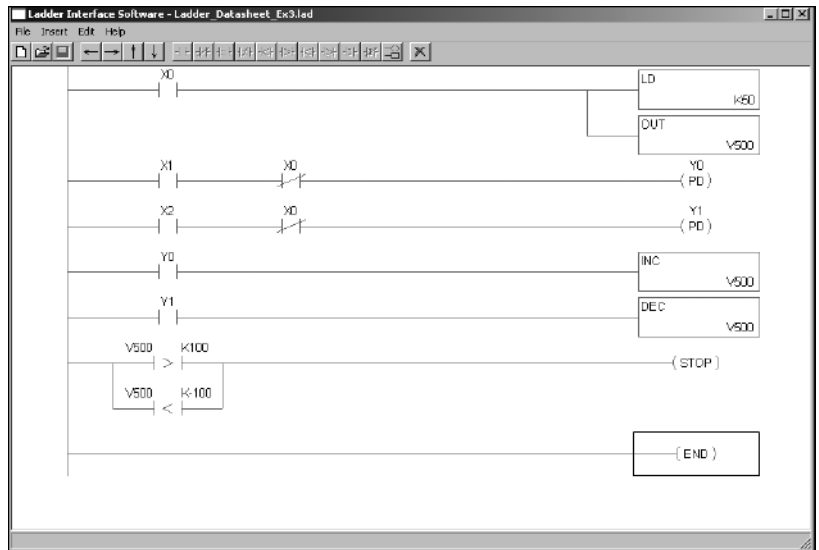 Ladder Interface Software - Ladder_Datasheet_Ex3.lad
File Insert Edit Help
X0
LD
K50
OUT
V500
X1 X0 Y0
( PD )
X2 X0 Y1
( PD )
Y0
INC
V500
Y1
DEC
V500
V500 K100
> ( STOP )
V500 K-100
<
( END )